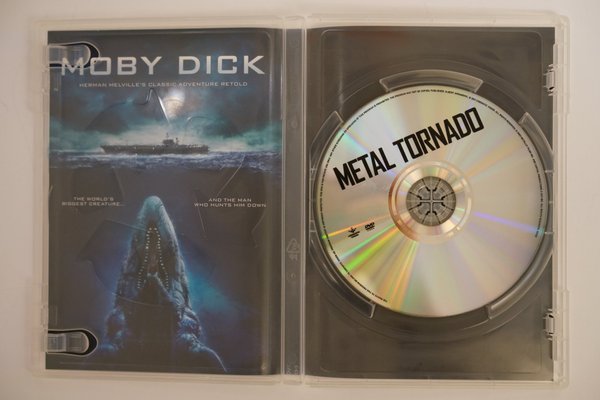 MOBY DICK
HERMAN MELVILLE'S CLASSIC ADVENTURE RETOLD
THE WORLD'S
BIGGEST CREATURE...
AND THE MAN
WHO HUNTS HIM DOWN
METAL TORNADO
DVD